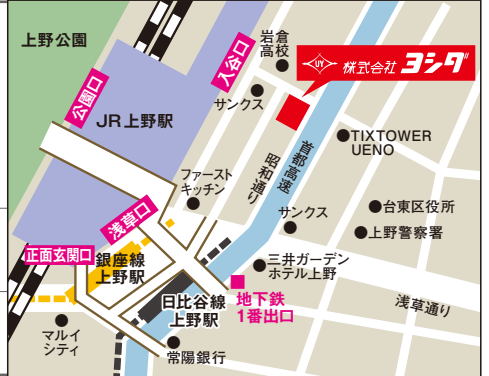 上野公園
岩倉
高校
入谷口
UY
株式会社 ヨシダ
公園口
サンクス
JR上野駅
TIXTOWER
UENO
首都高速
昭和通り
ファースト
キッチン
浅草口
サンクス
台東区役所
上野警察署
正面玄関口
銀座線
上野駅
三井ガーデン
ホテル上野
日比谷線
上野駅
地下鉄
1番出口
浅草通り
マルイ
シティ
常陽銀行